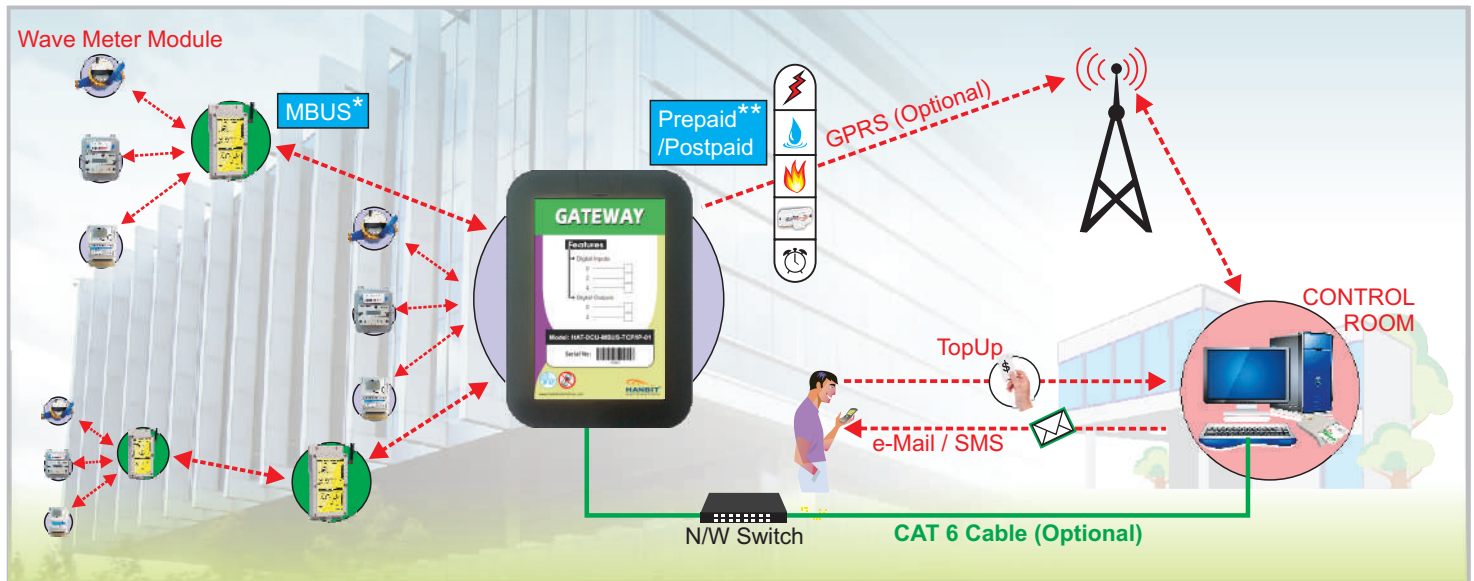 Wave Meter Module
MBUS*
Prepaid**
/Postpaid
GPRS (Optional)
GATEWAY
Features
Digital Inputs
Digital Outputs
Model: HAT-DCU-MBUS-TCP/IP-01
Serial No:
HANBIT
CONTROL
ROOM
TopUp
$
e-Mail / SMS
N/W Switch
CAT 6 Cable (Optional)